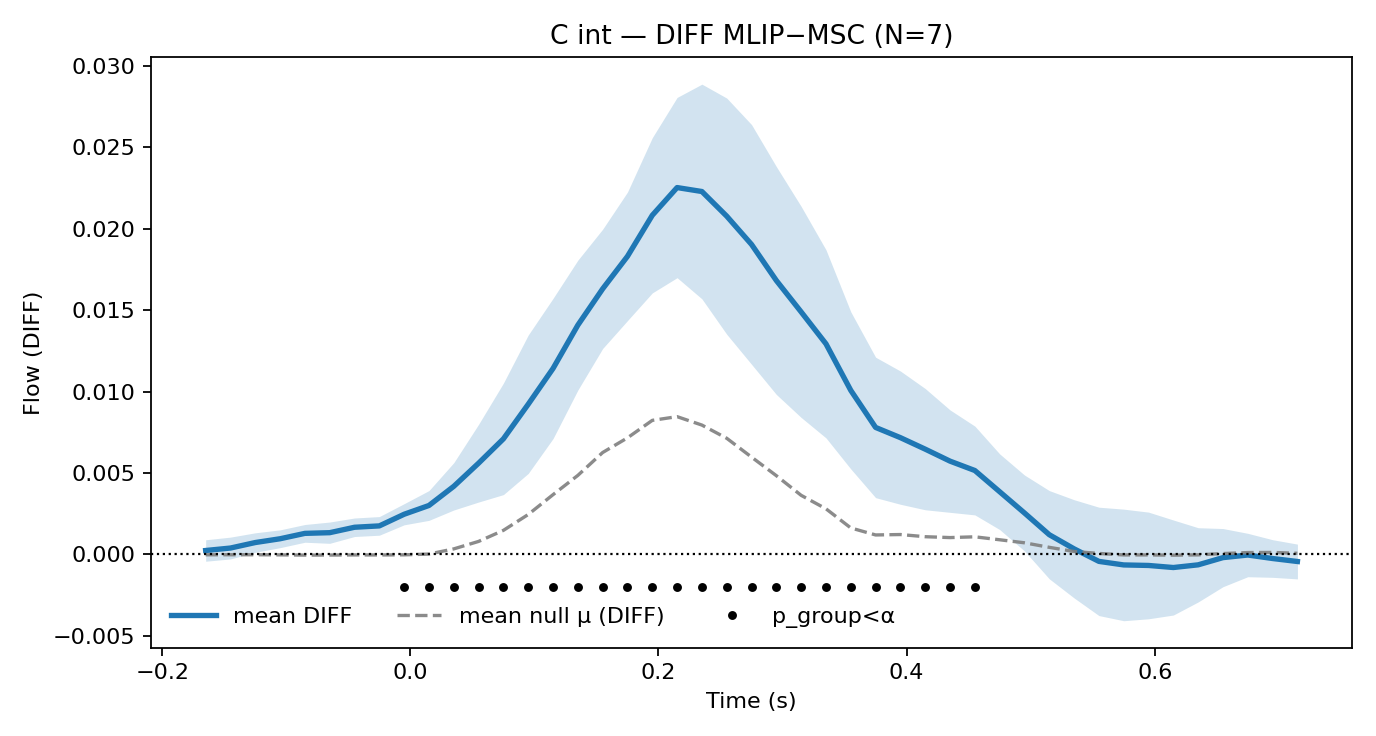 C int — DIFF MLIP−MSC (N=7)
Flow (DIFF)
0.030
0.025
0.020
0.015
0.010
0.005
0.000
−0.005
mean DIFF
mean null μ (DIFF)
p_group<α
−0.2
0.0
0.2
0.4
0.6
Time (s)